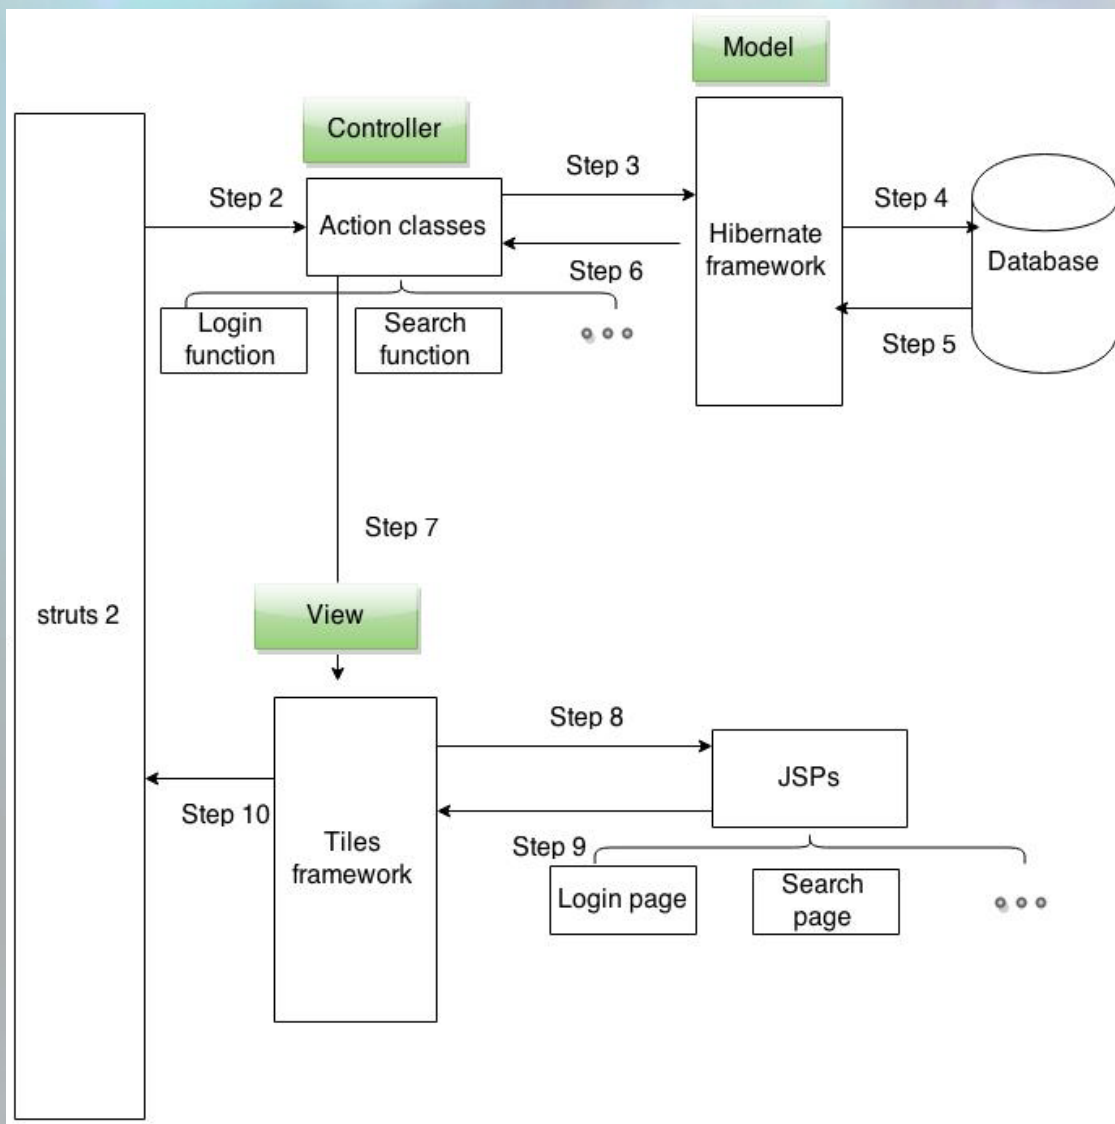 Model
Controller
Step 3
Step 2
Step 4
Action classes
Hibernate
framework
Database
Step 6
Login
function
Search
function
Step 5
Step 7
View
struts 2
Step 8
JSPs
Step 10
Tiles
framework
Step 9
Login page
Search
page